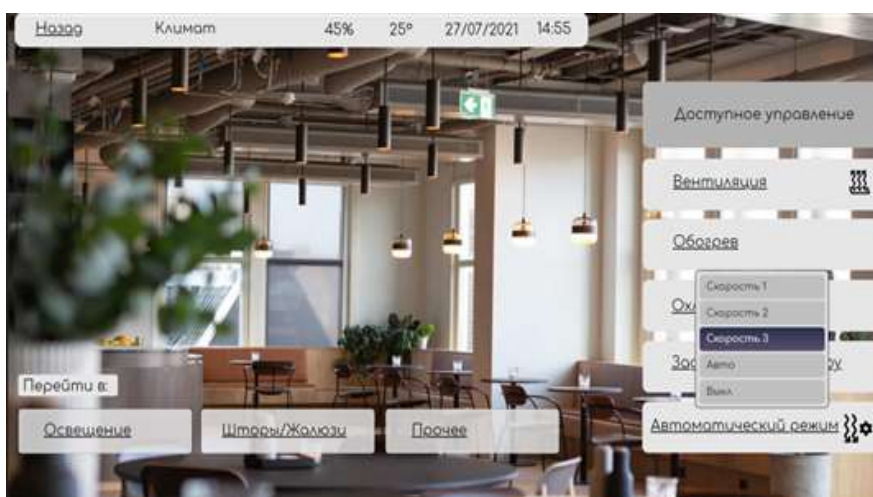 Назад Климат 45% 25° 27/07/2021 14:55
Доступное управление
Вентиляция
Обогрев
Скорость 1
Скорость 2
Скорость 3
Авто
Выкл
Перейти в:
Освещение Шторы/Жалюзи Прочее
Автоматический режим